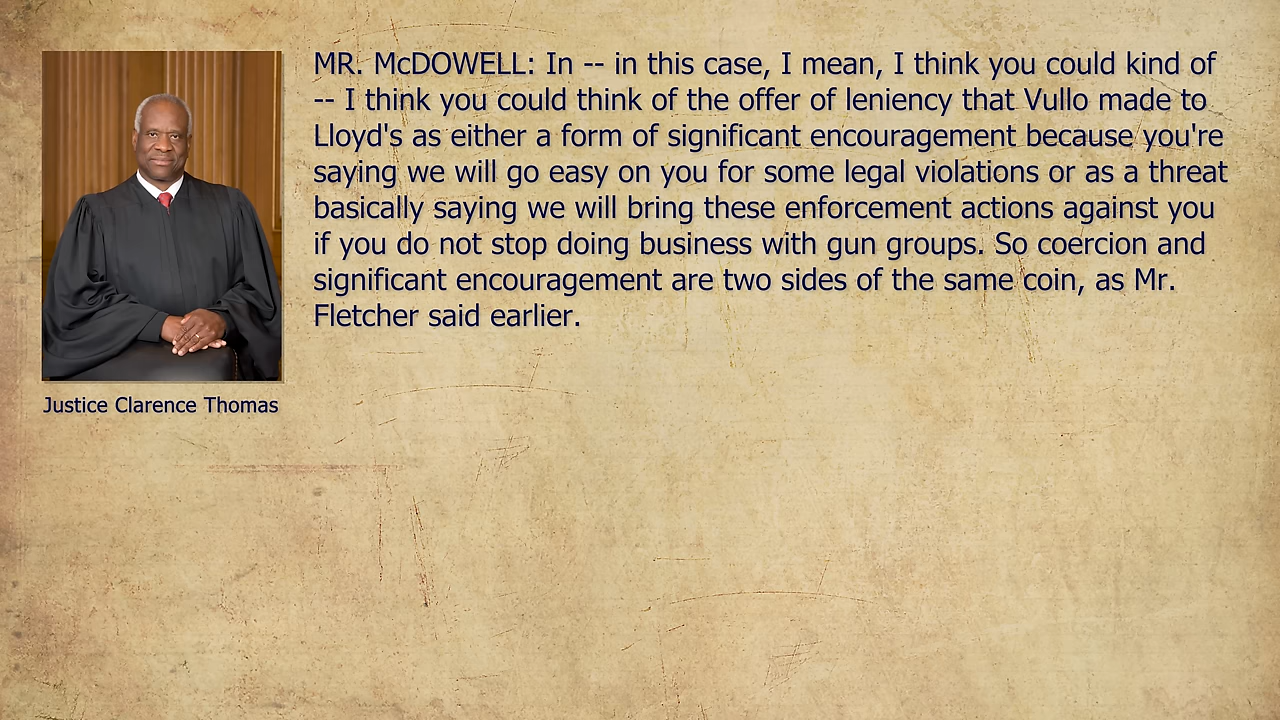 MR. McDOWELL: In -- in this case, I mean, I think you could kind of
-- I think you could think of the offer of leniency that Vullo made to
Lloyd's as either a form of significant encouragement because you're
saying we will go easy on you for some legal violations or as a threat
basically saying we will bring these enforcement actions against you
if you do not stop doing business with gun groups. So coercion and
significant encouragement are two sides of the same coin, as Mr.
Fletcher said earlier.
Justice Clarence Thomas